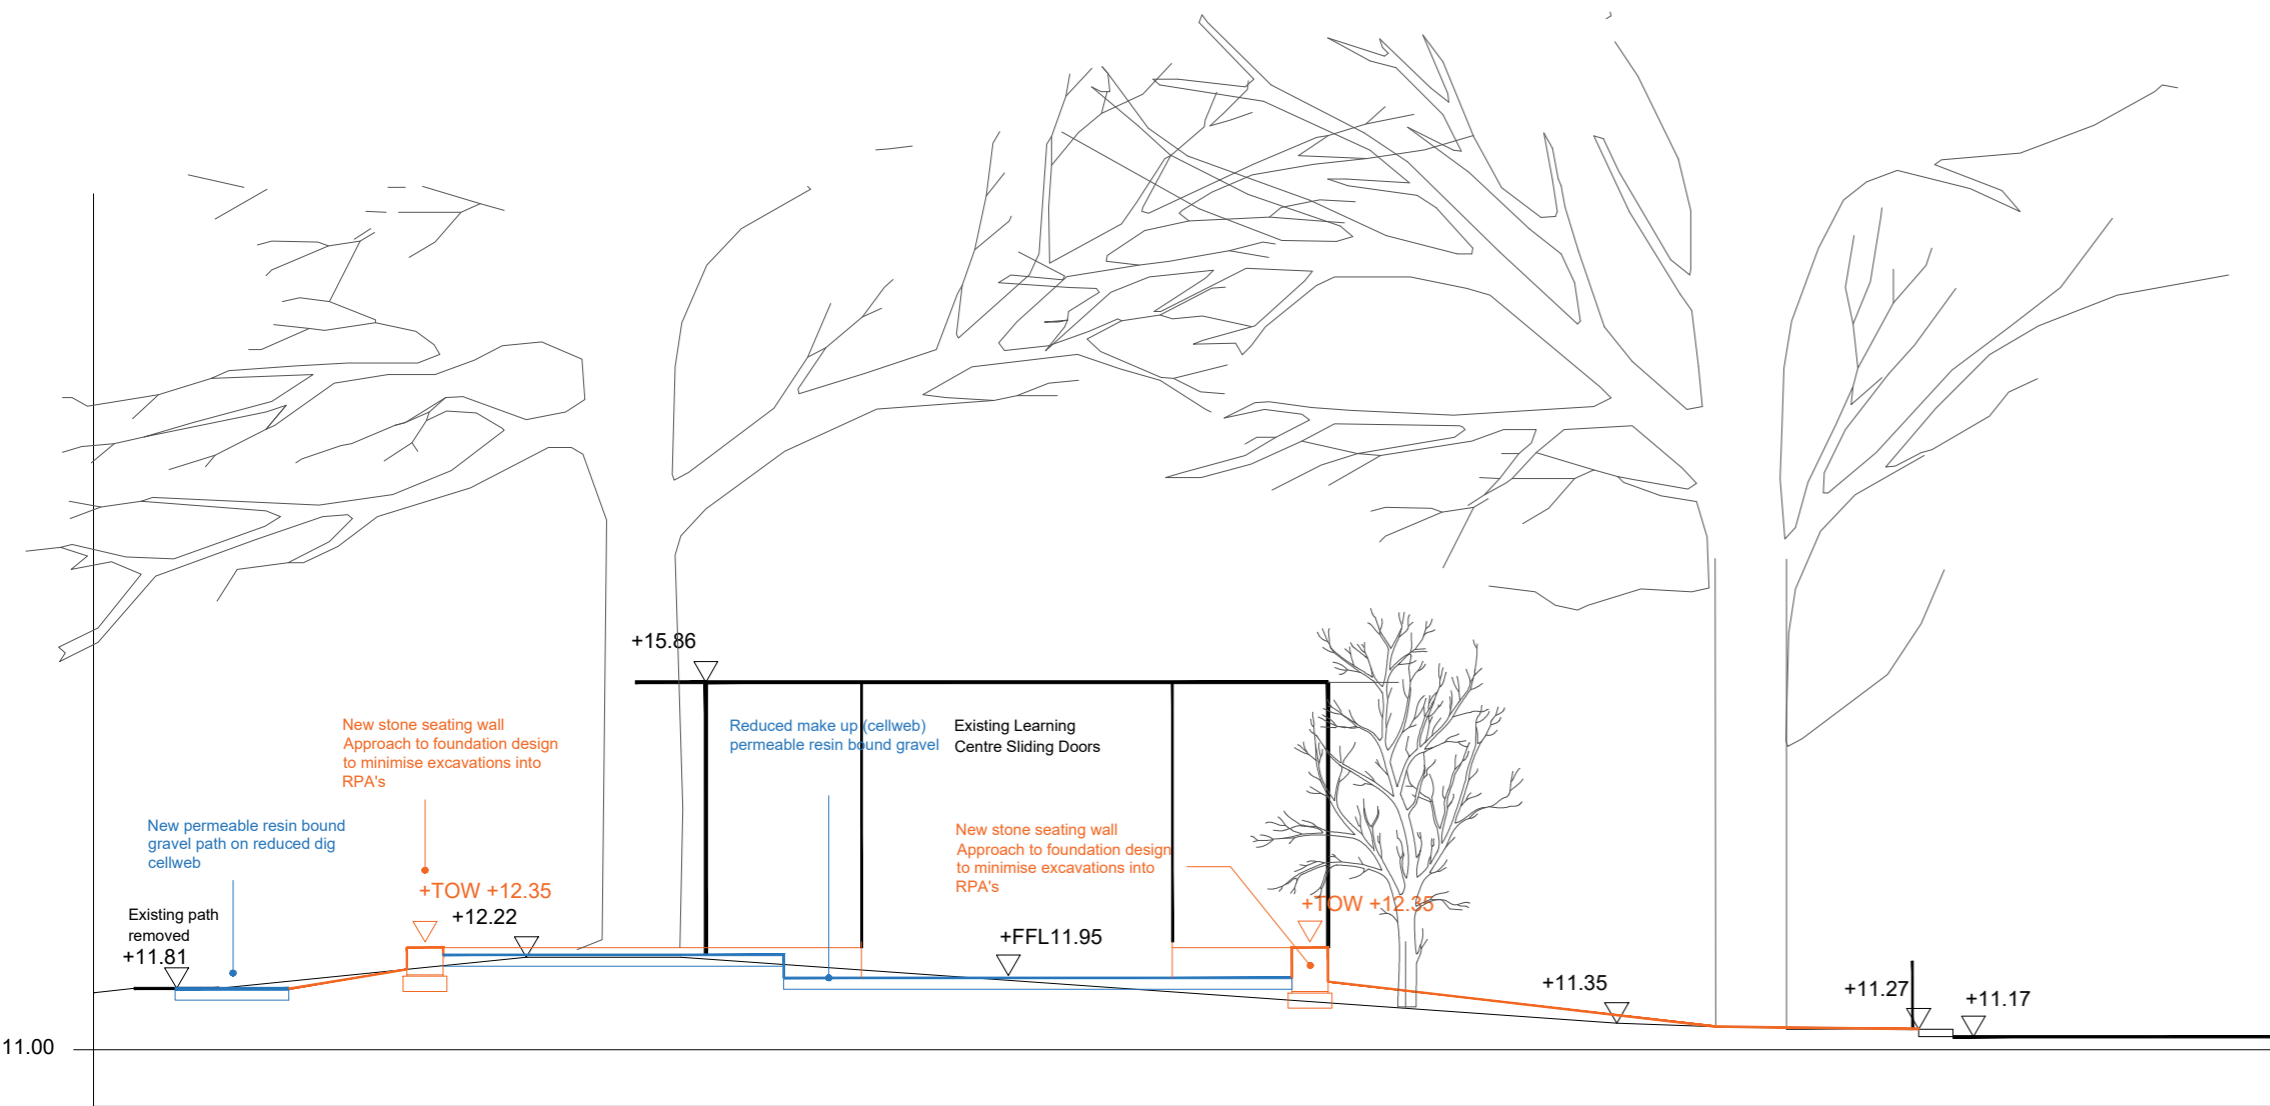 +15.86
New stone seating wall
Approach to foundation design
to minimise excavations into
RPA's
Reduced make up (cellweb)
permeable resin bound gravel
Existing Learning
Centre Sliding Doors
New permeable resin bound
gravel path on reduced dig
cellweb
New stone seating wall
Approach to foundation design
to minimise excavations into
RPA's
+TOW +12.35
+12.22
+TOW +12.35
Existing path
removed
+11.81
+FFL11.95
+11.35
+11.27
+11.17
11.00